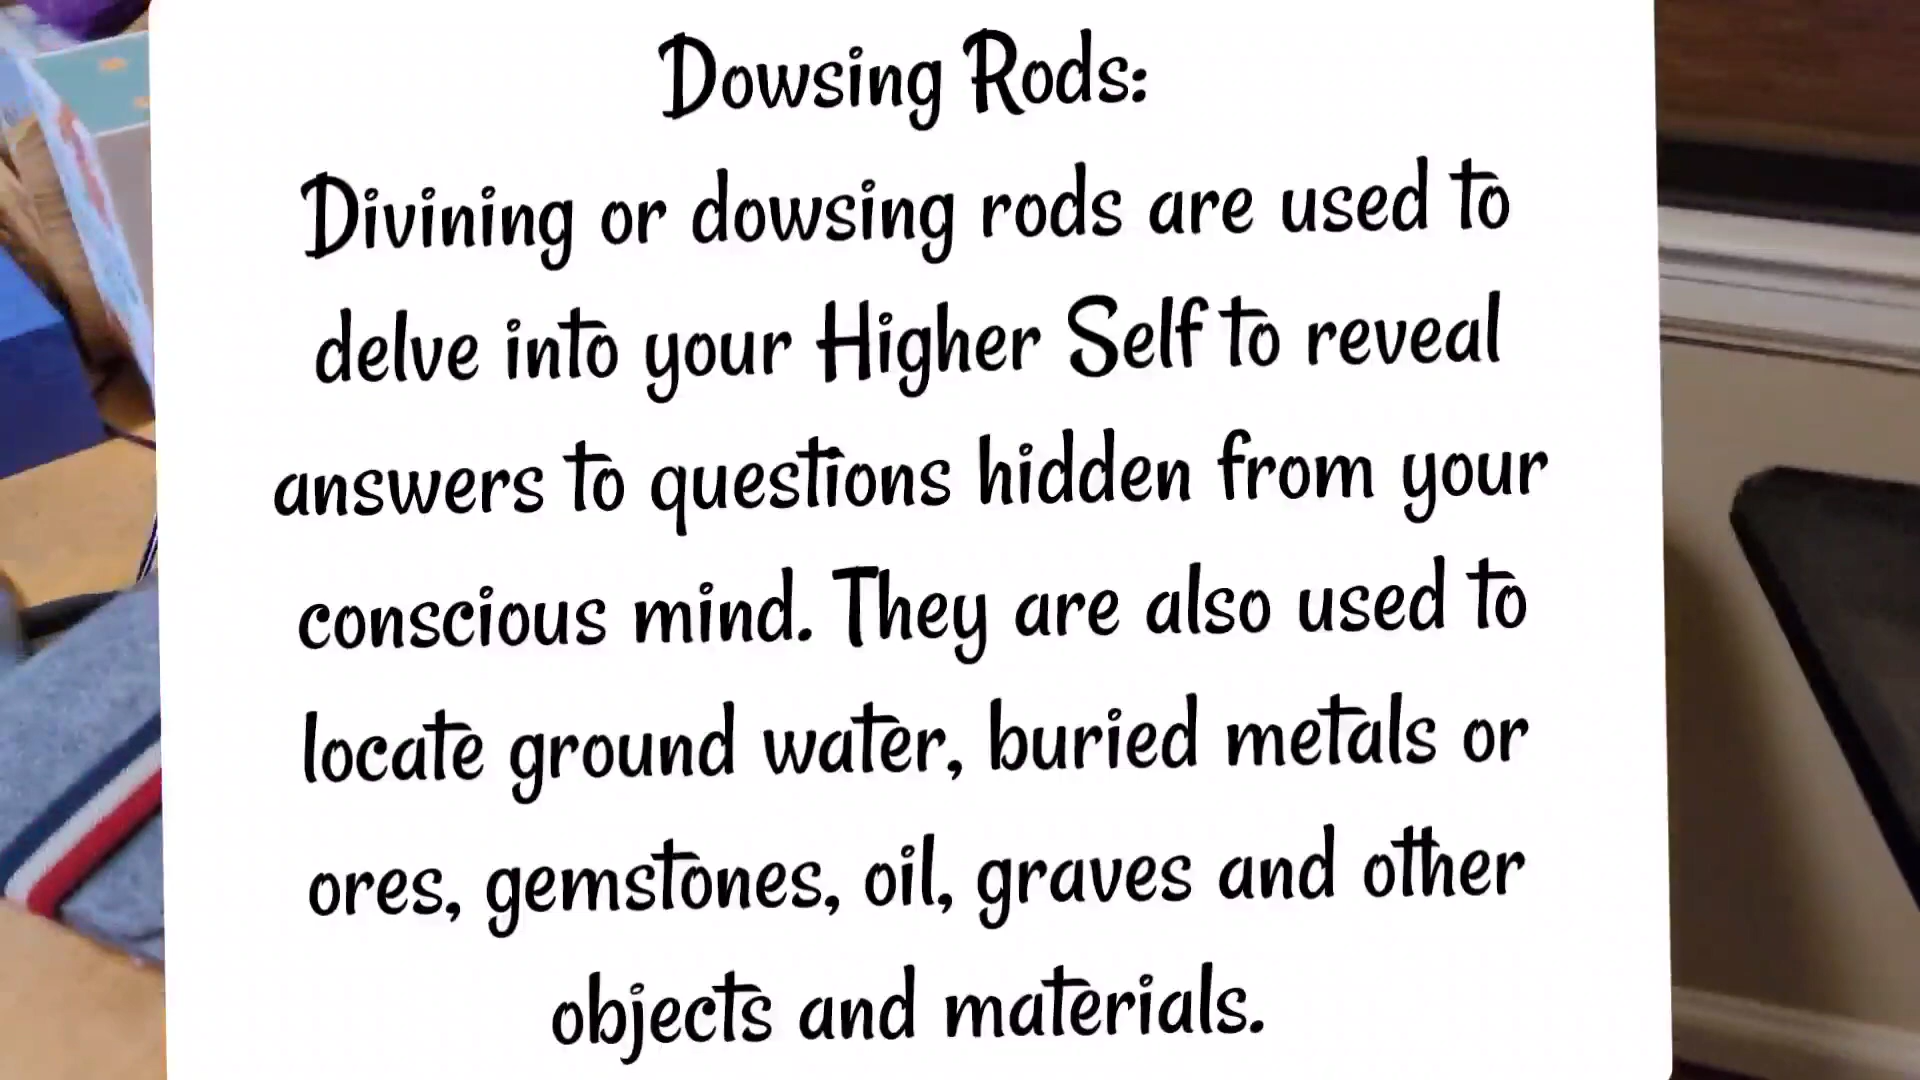 Dowsing Rods:
Divining or dowsing rods are used to
delve into your Higher Self to reveal
answers to questions hidden from your
conscious mind. They are also used to
locate ground water, buried metals or
ores, gemstones, oil, graves and other
objects and materials.